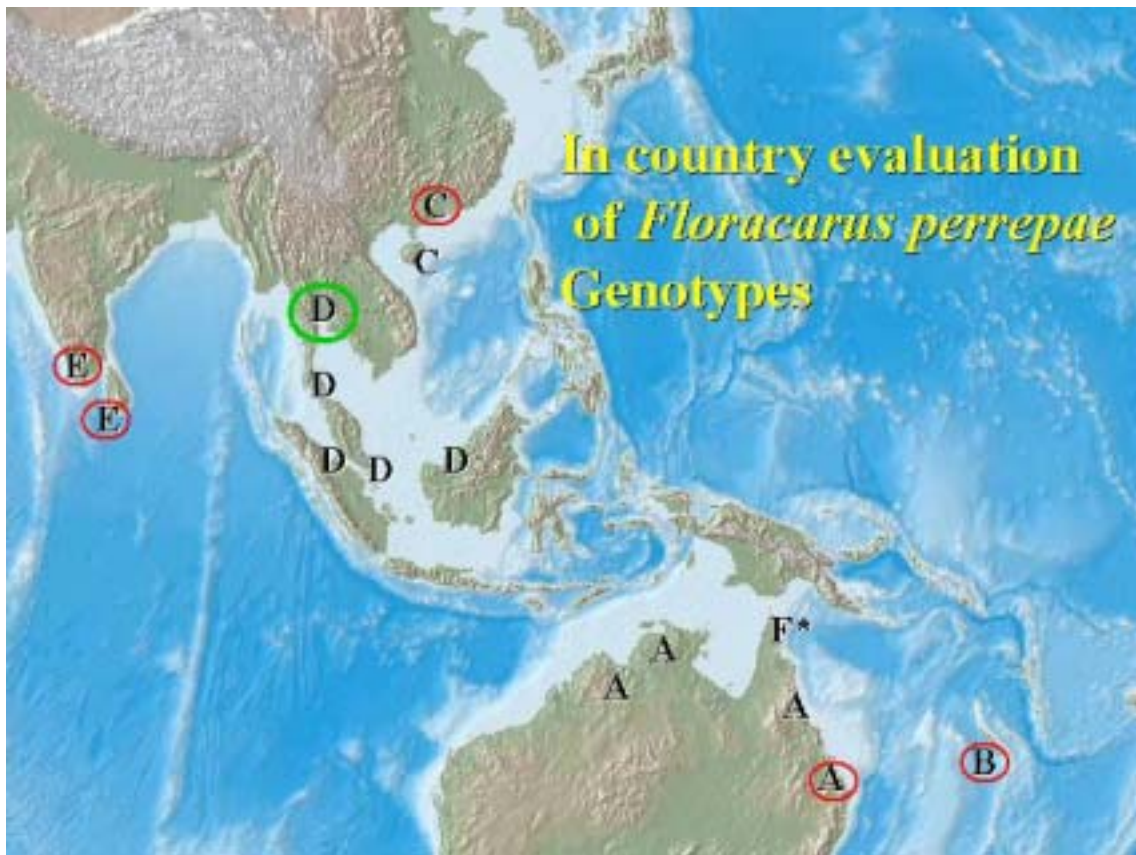 In country evaluation
of Floracarus perrepae
Genotypes
C
C
D
E
D
E
D
D
D
F*
A
A
A
B
A